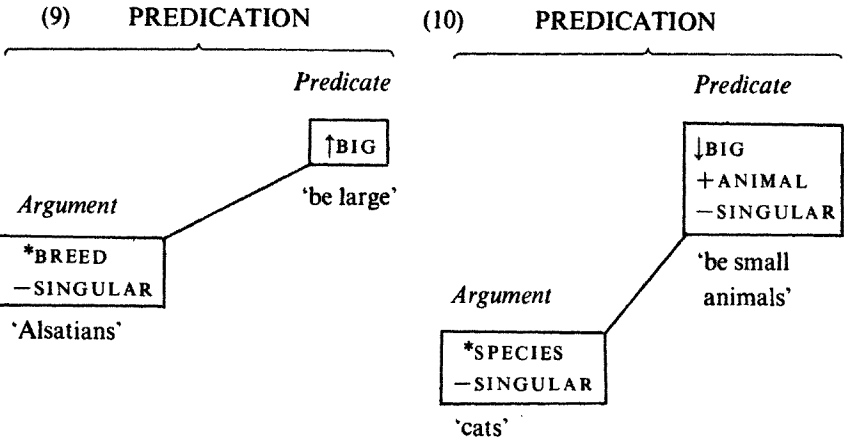 (9) PREDICATION
Predicate
↑BIG
'be large'
Argument
*BREED
−SINGULAR
'Alsatians'
(10) PREDICATION
Predicate
↓BIG
+ANIMAL
−SINGULAR
'be small
animals'
Argument
*SPECIES
−SINGULAR
'cats'